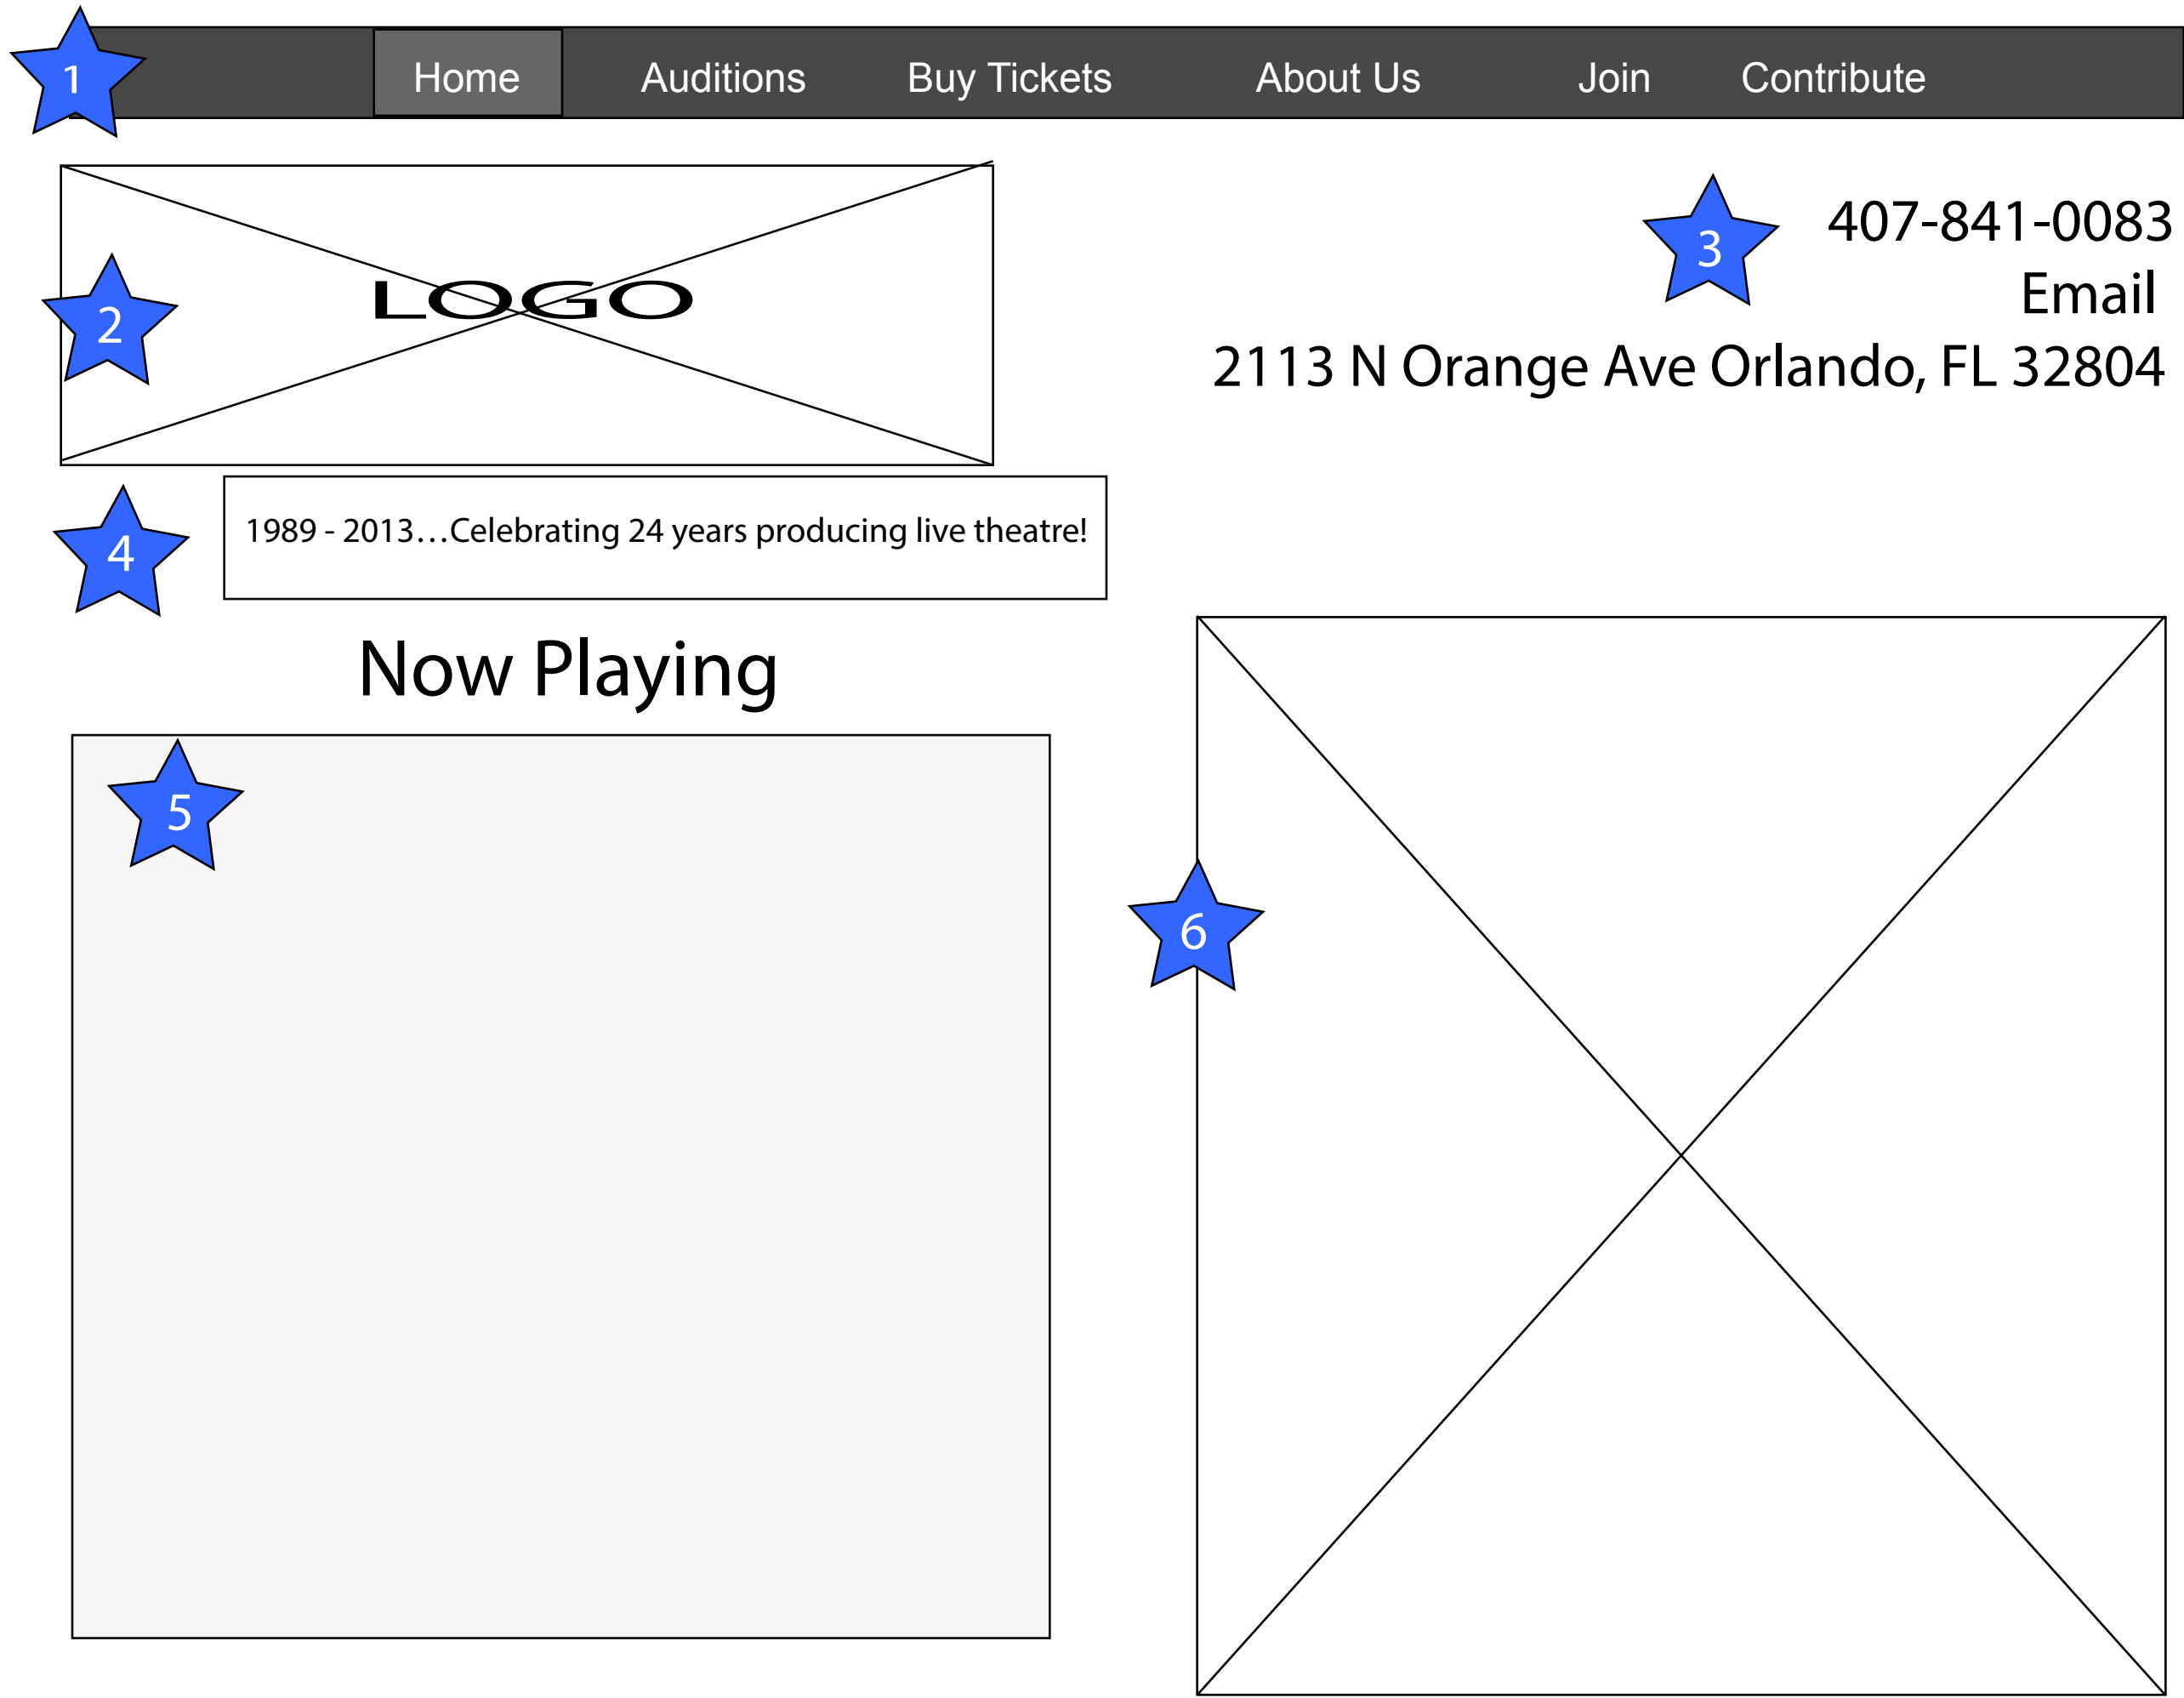 1
Home Auditions Buy Tickets About Us Join Contribute
2
LOGO
3
407-841-0083
Email
2113 N Orange Ave Orlando, FL 32804
4
1989 - 2013...Celebrating 24 years producing live theatre!
Now Playing
5
6